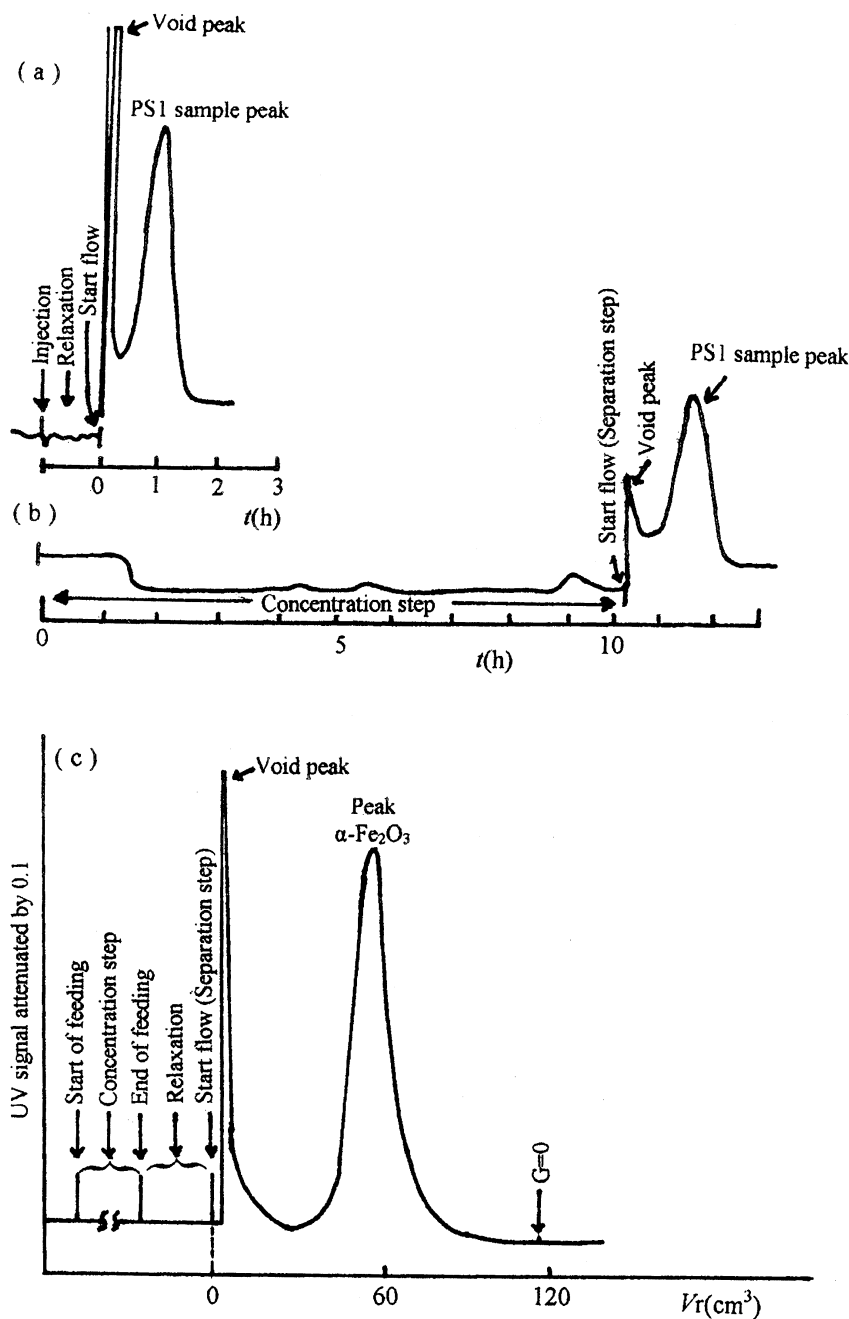 Void peak
( a )
PS1 sample peak
Injection
Relaxation
Start flow
0 1 2 3
t(h)
( b )
Start flow (Separation step)
Void peak
PS1 sample peak
Concentration step
0 5 10
t(h)
( c )
Void peak
Peak
α-Fe₂O₃
UV signal attenuated by 0.1
Start of feeding
Concentration step
End of feeding
Relaxation
Start flow (Separation step)
G=0
0 60 120 Vr(cm³)